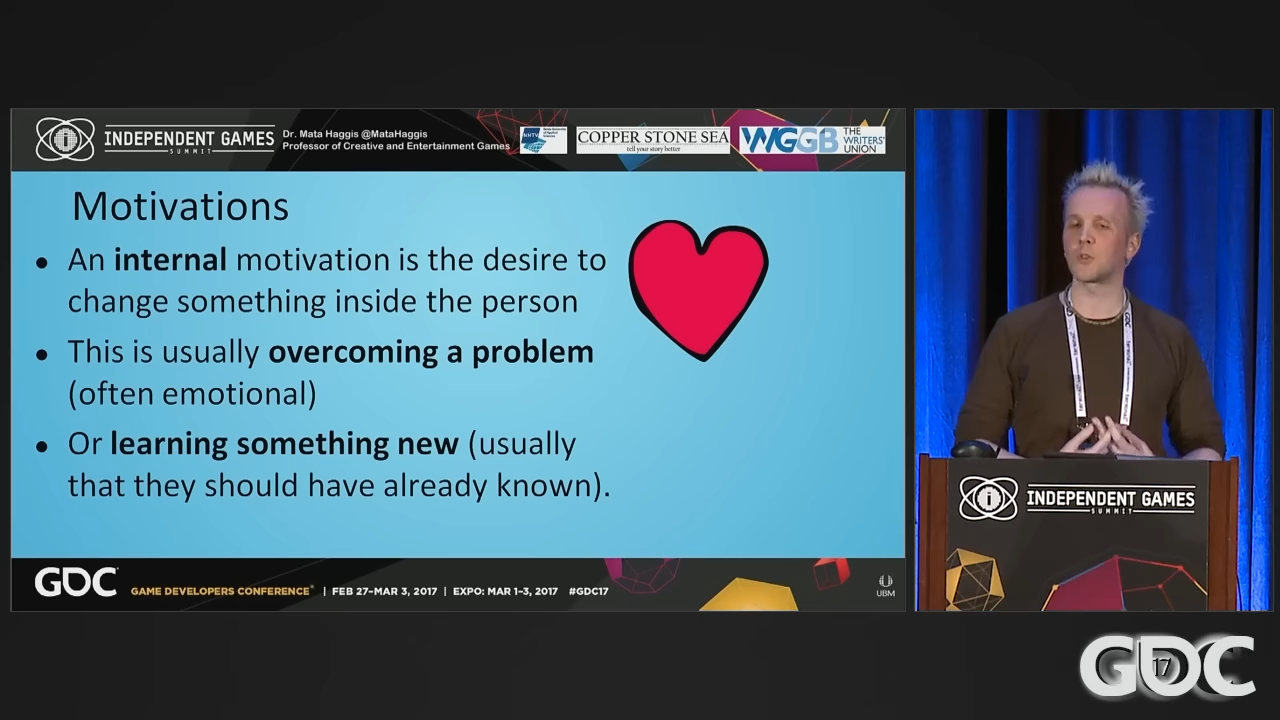 INDEPENDENT GAMES
SUMMIT
Dr. Mata Haggis @MataHaggis
Professor of Creative and Entertainment Games
NHTV
COPPER STONE SEA
tell your story better
WGGB
THE
WRITERS'
UNION
Motivations
• An internal motivation is the desire to
change something inside the person
• This is usually overcoming a problem
(often emotional)
• Or learning something new (usually
that they should have already known).
GDC
GAME DEVELOPERS CONFERENCE® | FEB 27–MAR 3, 2017 | EXPO: MAR 1–3, 2017 #GDC17
UBM
GDC
INDEPENDENT GAMES
SUMMIT
GDC
17